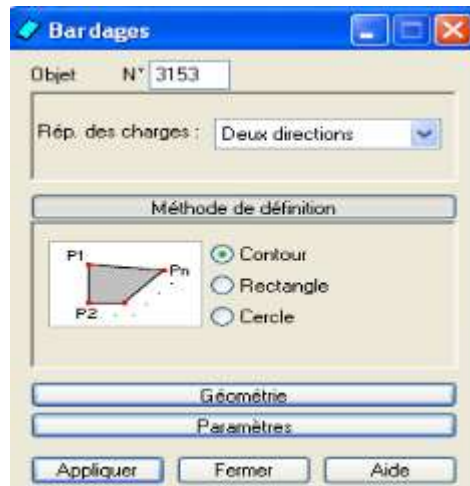 Bardages
Objet N° 3153
Rép. des charges : Deux directions
Méthode de définition
P1
Pn
P2
Contour
Rectangle
Cercle
Géométrie
Paramètres
Appliquer Fermer Aide